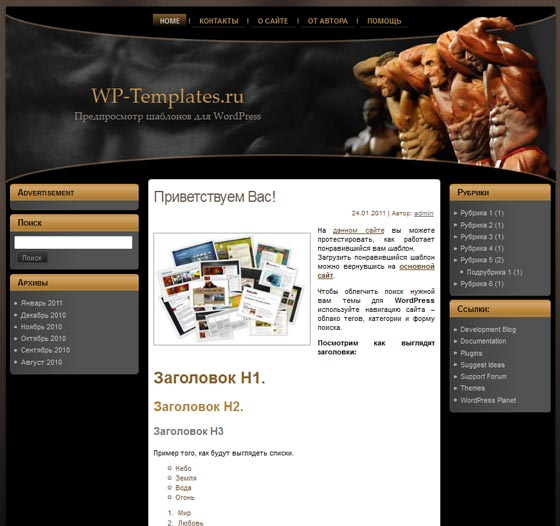 HOME | КОНТАКТЫ | О САЙТЕ | ОТ АВТОРА | ПОМОЩЬ
WP-Templates.ru
Предпросмотр шаблонов для WordPress
Advertisement
Поиск
Поиск
Архивы
Январь 2011
Декабрь 2010
Ноябрь 2010
Октябрь 2010
Сентябрь 2010
Август 2010
Приветствуем Вас!
24.01.2011 | Автор: admin
На данном сайте вы можете
протестировать, как работает
понравившийся вам шаблон.
Загрузить понравившийся шаблон
можно вернувшись на основной
сайт.
Чтобы облегчить поиск нужной
вам темы для WordPress
используйте навигацию сайта –
облако тегов, категории и форму
поиска.
Посмотрим как выглядят
заголовки:
Заголовок H1.
Заголовок H2.
Заголовок H3
Пример того, как будут выглядеть списки.
Небо
Земля
Вода
Огонь
1. Мир
2. Любовь
Рубрики
Рубрика 1 (1)
Рубрика 2 (1)
Рубрика 3 (1)
Рубрика 4 (1)
Рубрика 5 (2)
Подрубрика 1 (1)
Рубрика 6 (1)
Ссылки:
Development Blog
Documentation
Plugins
Suggest Ideas
Support Forum
Themes
WordPress Planet